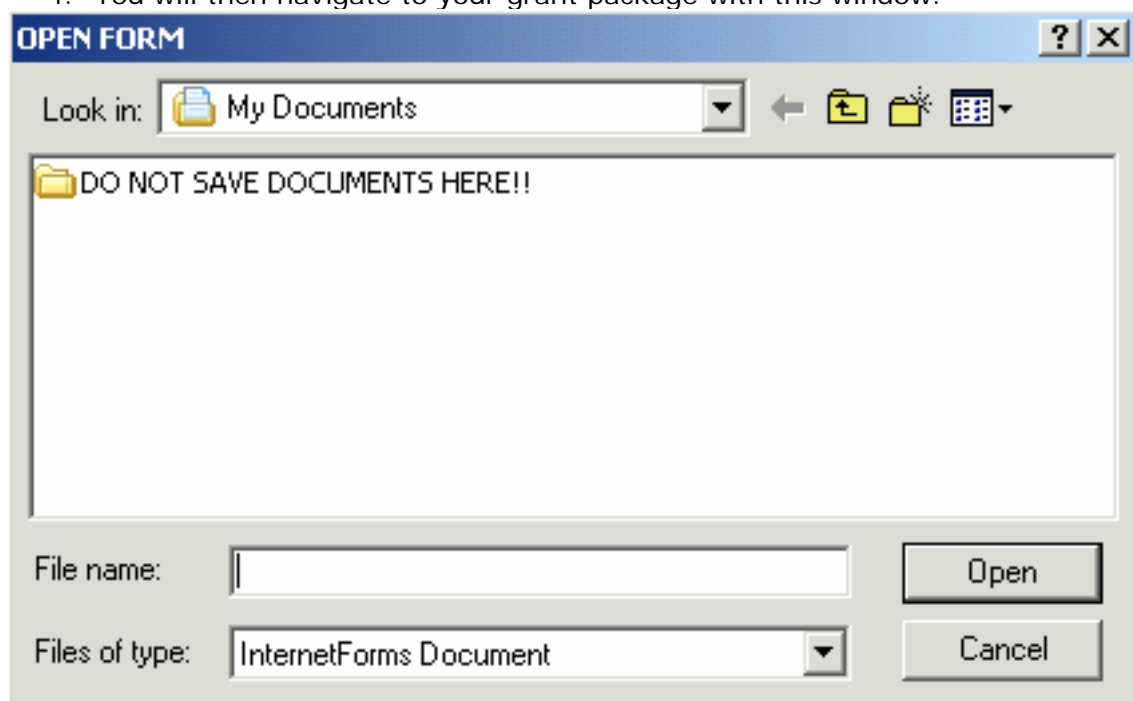 You will then navigate to your grant package with this window.
OPEN FORM
Look in: My Documents
DO NOT SAVE DOCUMENTS HERE!!
File name:
Open
Files of type: InternetForms Document
Cancel